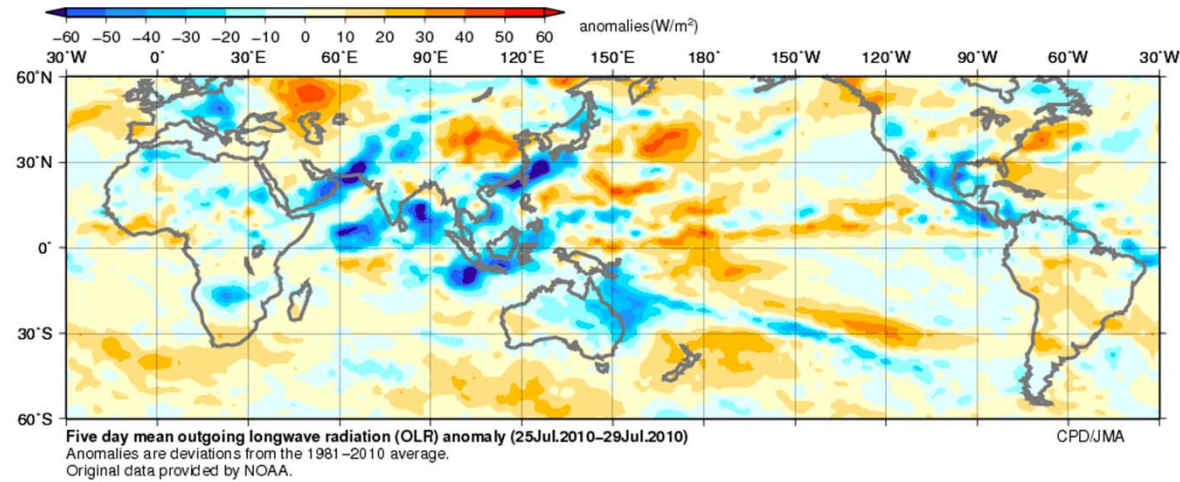 anomalies(W/m²)
−60 −50 −40 −30 −20 −10 0 10 20 30 40 50 60
30˚W 0˚ 30˚E 60˚E 90˚E 120˚E 150˚E 180˚ 150˚W 120˚W 90˚W 60˚W 30˚W
60˚N
30˚N
0˚
30˚S
60˚S
Five day mean outgoing longwave radiation (OLR) anomaly (25Jul.2010−29Jul.2010)
CPD/JMA
Anomalies are deviations from the 1981−2010 average.
Original data provided by NOAA.